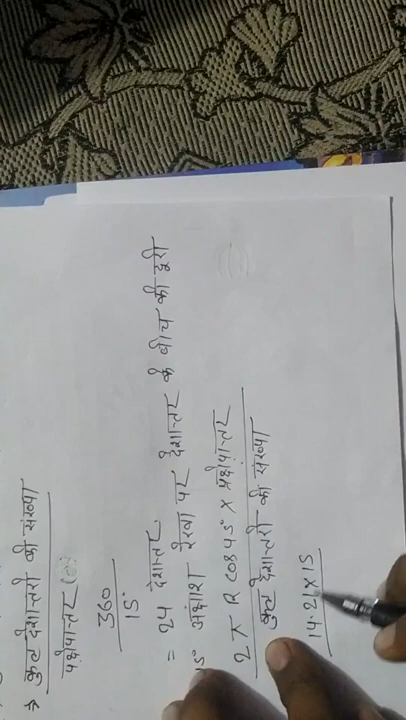 ⇒ कुल देशान्तरो की संख्या
प्रक्षेपान्तर (०)
360
15°
= 24 देशान्तर
45° अक्षांश रेखा पर देशान्तर के बीच की दूरी
2 π R cos 45° × प्रक्षेपान्तर
कुल देशान्तरो की संख्या
14.21 × 15